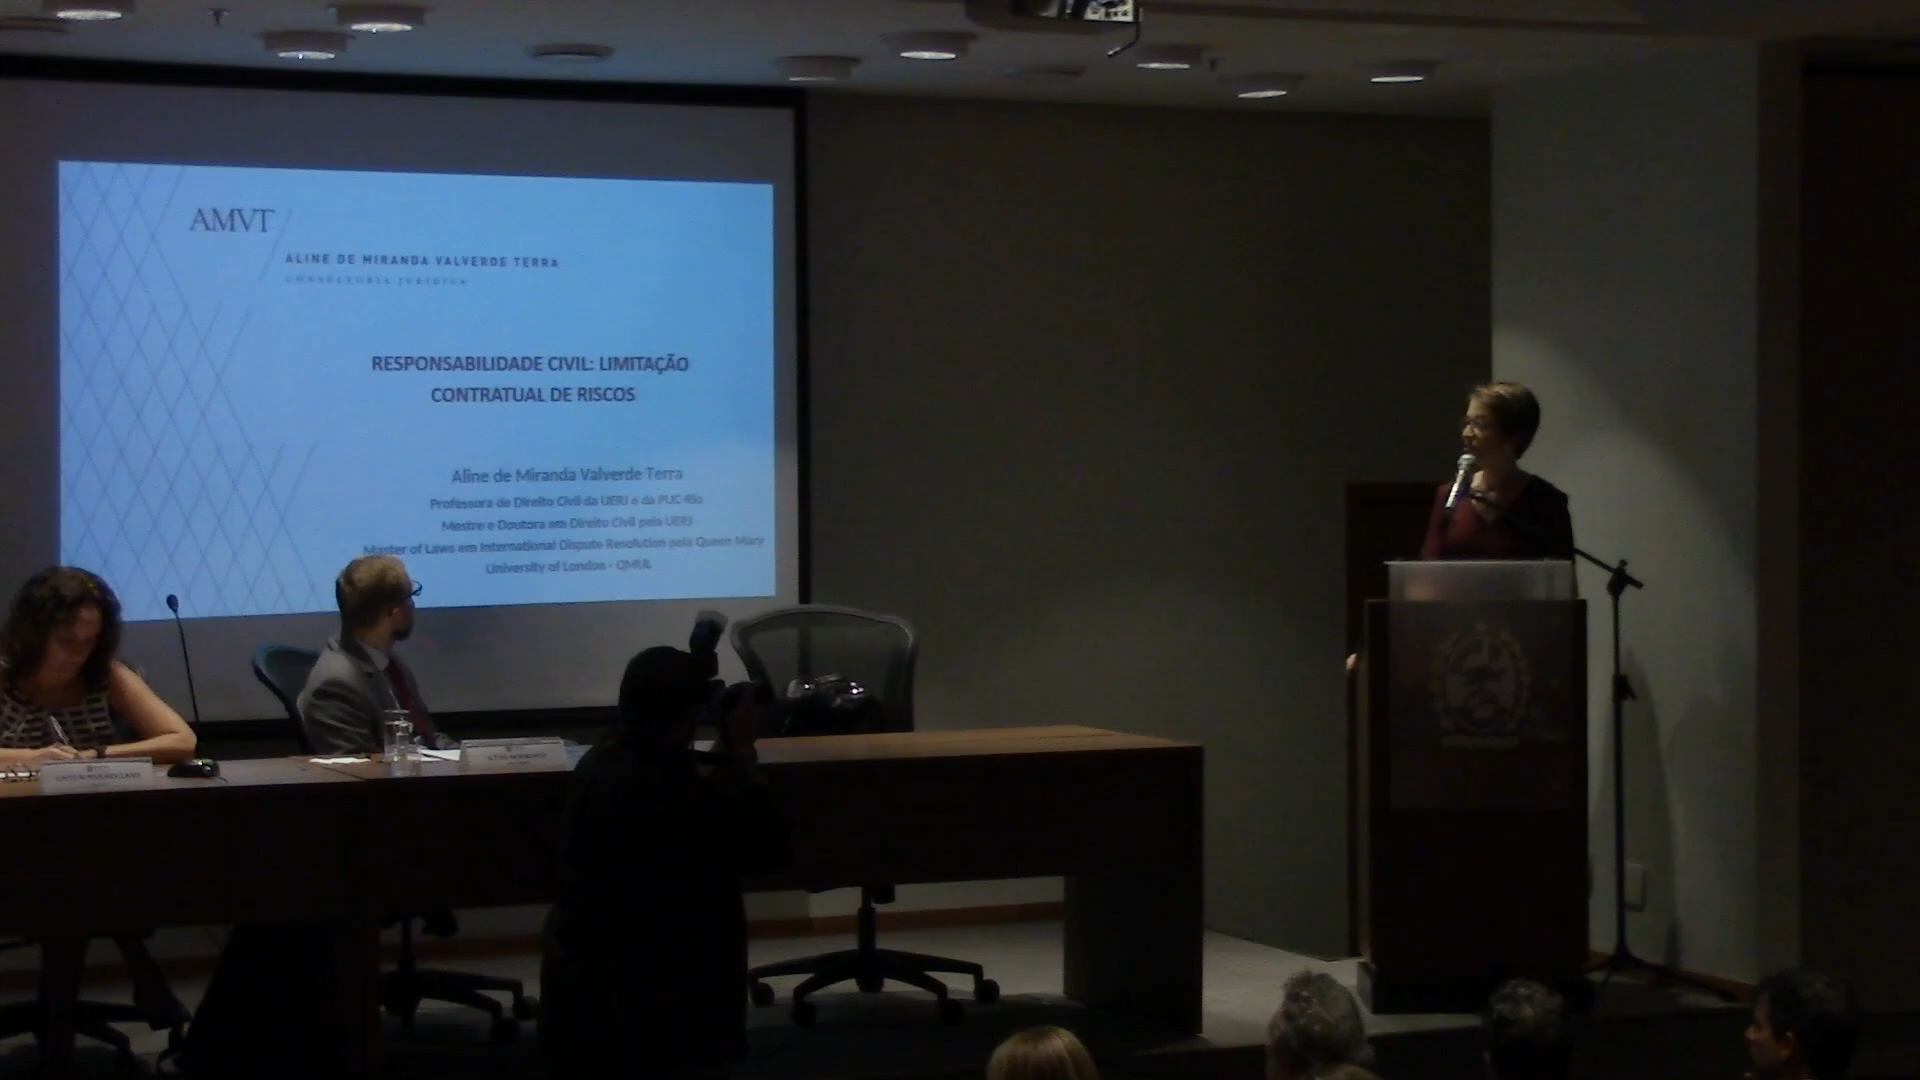 AMVT
ALINE DE MIRANDA VALVERDE TERRA
CONSULTORIA JURÍDICA
RESPONSABILIDADE CIVIL: LIMITAÇÃO
CONTRATUAL DE RISCOS
Aline de Miranda Valverde Terra
Professora de Direito Civil da UERJ e da PUC-Rio
Mestre e Doutora em Direito Civil pela UERJ
Master of Laws em International Dispute Resolution pela Queen Mary
University of London - QMUL